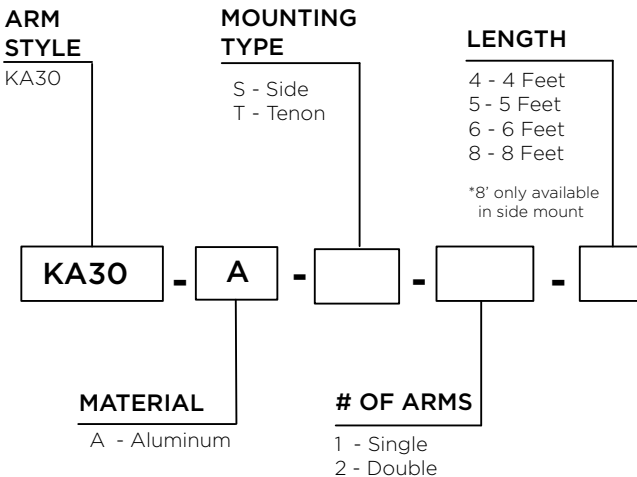 ARM
STYLE
KA30
MOUNTING
TYPE
S - Side
T - Tenon
LENGTH
4 - 4 Feet
5 - 5 Feet
6 - 6 Feet
8 - 8 Feet
*8' only available
in side mount
KA30 - A - - -
MATERIAL
A - Aluminum
# OF ARMS
1 - Single
2 - Double